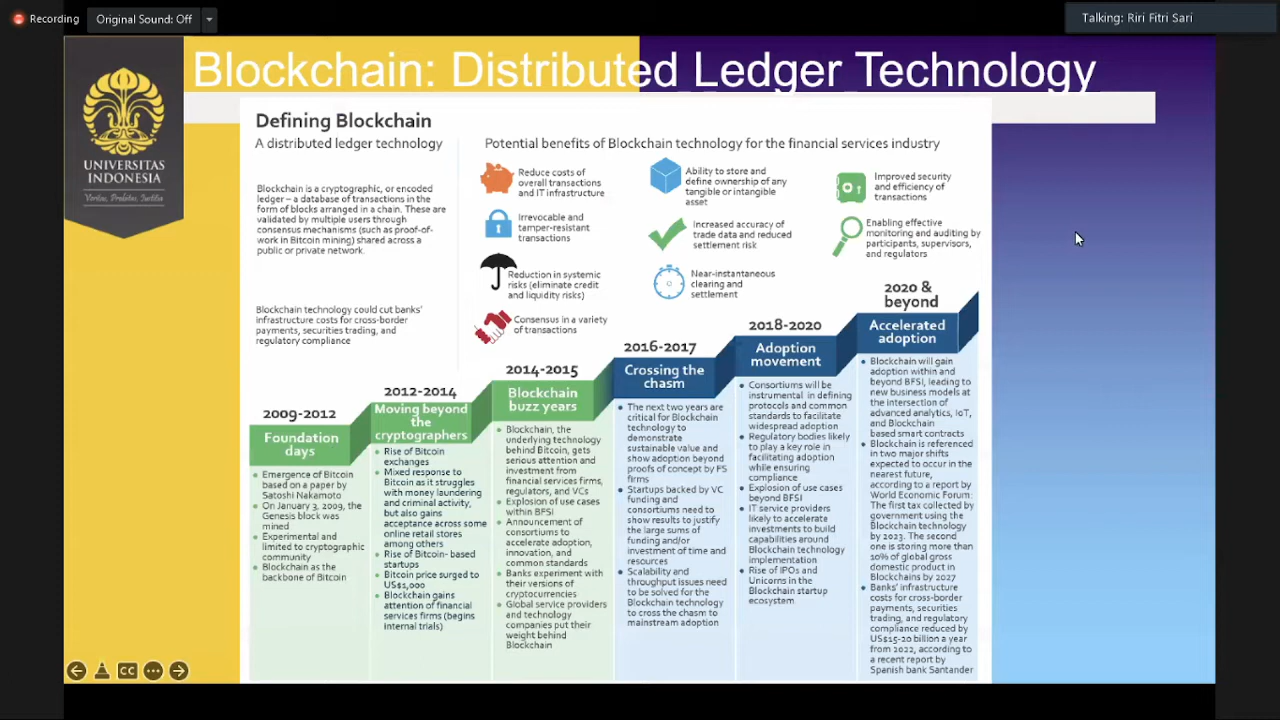 Recording
Original Sound: Off
Talking: Riri Fitri Sari
Blockchain: Distributed Ledger Technology
UNIVERSITAS
INDONESIA
Veritas, Probitas, Justitia
Defining Blockchain
A distributed ledger technology
Blockchain is a cryptographic, or encoded
ledger – a database of transactions in the
form of blocks arranged in a chain. These are
validated by multiple users through
consensus mechanisms (such as proof-of-
work in Bitcoin mining) shared across a
public or private network.
Blockchain technology could cut banks'
infrastructure costs for cross-border
payments, securities trading, and
regulatory compliance
Potential benefits of Blockchain technology for the financial services industry
Reduce costs of
overall transactions
and IT infrastructure
Irrevocable and
tamper-resistant
transactions
Reduction in systemic
risks (eliminate credit
and liquidity risks)
Consensus in a variety
of transactions
Ability to store and
define ownership of any
tangible or intangible
asset
Increased accuracy of
trade data and reduced
settlement risk
Near-instantaneous
clearing and
settlement
Improved security
and efficiency of
transactions
Enabling effective
monitoring and auditing by
participants, supervisors,
and regulators
2009-2012
Foundation
days
• Emergence of Bitcoin
based on a paper by
Satoshi Nakamoto
• On January 3, 2009, the
Genesis block was
mined
• Experimental and
limited to cryptographic
community
• Blockchain as the
backbone of Bitcoin
2012-2014
Moving beyond
the
cryptographers
• Rise of Bitcoin
exchanges
• Mixed response to
Bitcoin as it struggles
with money laundering
and criminal activity,
but also gains
acceptance across some
online retail stores
among others
• Rise of Bitcoin- based
startups
• Bitcoin price surged to
US$1,000
• Blockchain gains
attention of financial
services firms (begins
internal trials)
2014-2015
Blockchain
buzz years
• Blockchain, the
underlying technology
behind Bitcoin, gets
serious attention and
investment from
financial services firms,
regulators, and VCs
• Explosion of use cases
within BFSI
• Announcement of
consortiums to
accelerate adoption,
innovation, and
common standards
• Banks experiment with
their versions of
cryptocurrencies
• Global service providers
and technology
companies put their
weight behind
Blockchain
2016-2017
Crossing the
chasm
• The next two years are
critical for Blockchain
technology to
demonstrate
sustainable value and
show adoption beyond
proofs of concept by FS
firms
• Startups backed by VC
funding and
consortiums need to
show results to justify
the large sums of
funding and/or
investment of time and
resources
• Scalability and
throughput issues need
to be solved for the
Blockchain technology
to cross the chasm to
mainstream adoption
2018-2020
Adoption
movement
• Consortiums will be
instrumental in defining
protocols and common
standards to facilitate
widespread adoption
• Regulatory bodies likely
to play a key role in
facilitating adoption
while ensuring
compliance
• Explosion of use cases
beyond BFSI
• IT service providers
likely to accelerate
investments to build
capabilities around
Blockchain technology
implementation
• Rise of IPOs and
Unicorns in the
Blockchain startup
ecosystem
2020 &
beyond
Accelerated
adoption
• Blockchain will gain
adoption within and
beyond BFSI, leading to
new business models at
the intersection of
advanced analytics, IoT,
and Blockchain
based smart contracts
• Blockchain is referenced
in two major shifts
expected to occur in the
nearest future,
according to a report by
World Economic Forum:
The first tax collected by
government using the
Blockchain technology
by 2023. The second
one is storing more than
10% of global gross
domestic product in
Blockchains by 2027
• Banks' infrastructure
costs for cross-border
payments, securities
trading, and regulatory
compliance reduced by
US$15-20 billion a year
from 2022, according to
a recent report by
Spanish bank Santander
CC